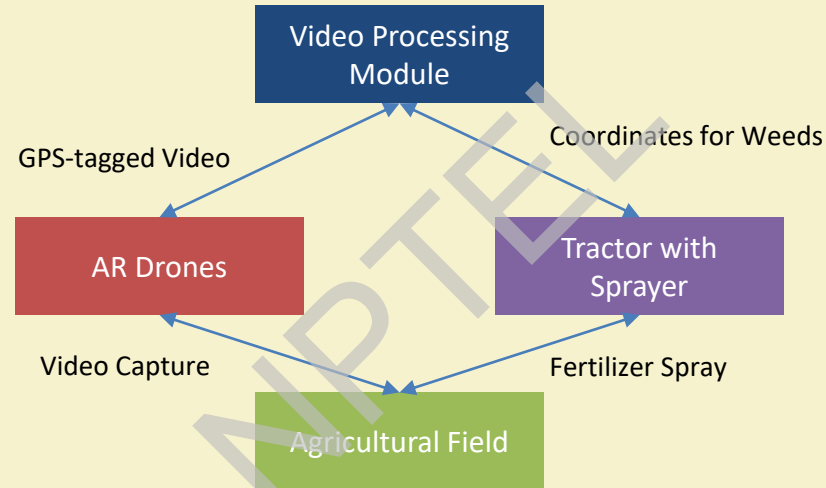 Video Processing
Module
GPS-tagged Video
Coordinates for Weeds
AR Drones
Tractor with
Sprayer
Video Capture
Fertilizer Spray
Agricultural Field
NPTEL